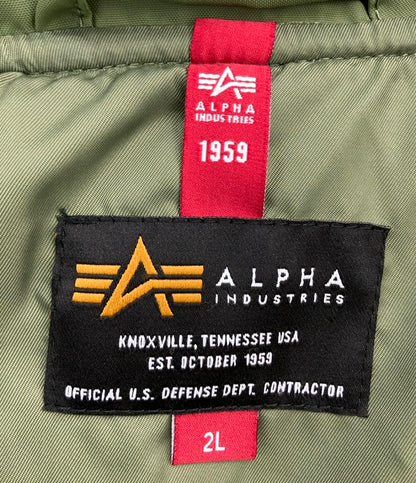 ALPHA
INDUSTRIES
1959
ALPHA
INDUSTRIES
KNOXVILLE, TENNESSEE USA
EST. OCTOBER 1959
OFFICIAL U.S. DEFENSE DEPT. CONTRACTOR
2L